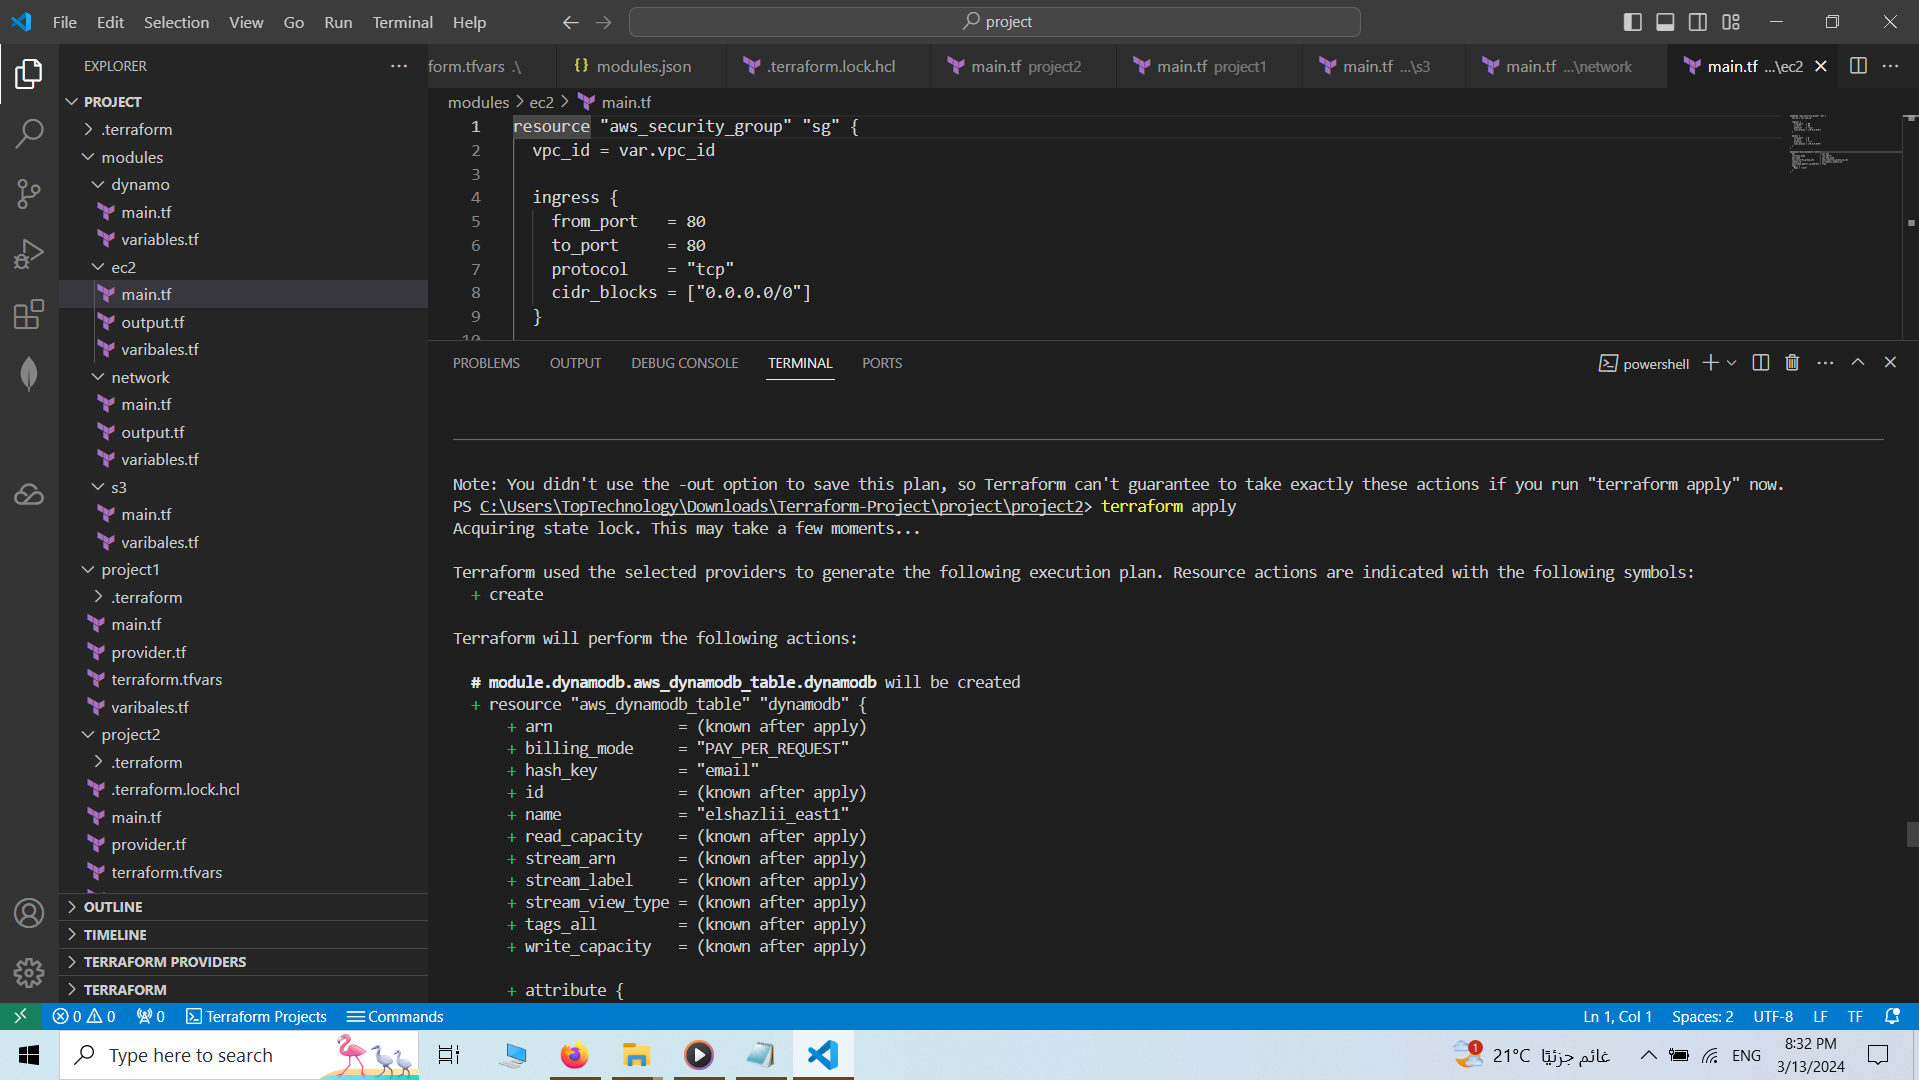 File Edit Selection View Go Run Terminal Help
project
EXPLORER
form.tfvars .\
{} modules.json
.terraform.lock.hcl
main.tf project2
main.tf project1
main.tf ...\s3
main.tf ...\network
main.tf ...\ec2
PROJECT
.terraform
modules
dynamo
main.tf
variables.tf
ec2
main.tf
output.tf
varibales.tf
network
main.tf
output.tf
variables.tf
s3
main.tf
varibales.tf
project1
.terraform
main.tf
provider.tf
terraform.tfvars
varibales.tf
project2
.terraform
.terraform.lock.hcl
main.tf
provider.tf
terraform.tfvars
OUTLINE
TIMELINE
TERRAFORM PROVIDERS
TERRAFORM
modules > ec2 > main.tf
1 resource "aws_security_group" "sg" {
2 vpc_id = var.vpc_id
3
4 ingress {
5 from_port = 80
6 to_port = 80
7 protocol = "tcp"
8 cidr_blocks = ["0.0.0.0/0"]
9 }
10
PROBLEMS OUTPUT DEBUG CONSOLE TERMINAL PORTS
powershell
Note: You didn't use the -out option to save this plan, so Terraform can't guarantee to take exactly these actions if you run "terraform apply" now.
PS C:\Users\TopTechnology\Downloads\Terraform-Project\project\project2> terraform apply
Acquiring state lock. This may take a few moments...
Terraform used the selected providers to generate the following execution plan. Resource actions are indicated with the following symbols:
+ create
Terraform will perform the following actions:
# module.dynamodb.aws_dynamodb_table.dynamodb will be created
+ resource "aws_dynamodb_table" "dynamodb" {
+ arn = (known after apply)
+ billing_mode = "PAY_PER_REQUEST"
+ hash_key = "email"
+ id = (known after apply)
+ name = "elshazlii_east1"
+ read_capacity = (known after apply)
+ stream_arn = (known after apply)
+ stream_label = (known after apply)
+ stream_view_type = (known after apply)
+ tags_all = (known after apply)
+ write_capacity = (known after apply)
+ attribute {
0 0 0 Terraform Projects Commands
Ln 1, Col 1 Spaces: 2 UTF-8 LF TF
Type here to search
1
21°C غائم جزئيًا
ENG
8:32 PM
3/13/2024